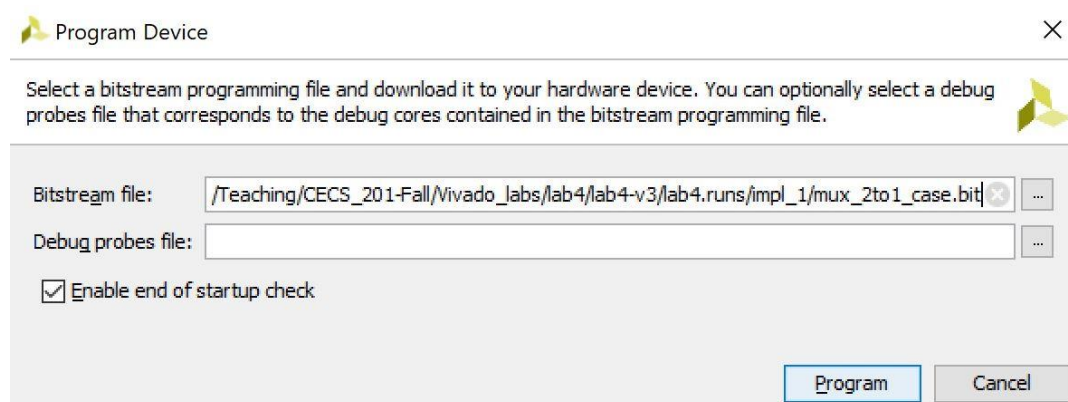 Program Device
Select a bitstream programming file and download it to your hardware device. You can optionally select a debug
probes file that corresponds to the debug cores contained in the bitstream programming file.
Bitstream file: /Teaching/CECS_201-Fall/Vivado_labs/lab4/lab4-v3/lab4.runs/impl_1/mux_2to1_case.bit ...
Debug probes file: ...
Enable end of startup check
Program Cancel